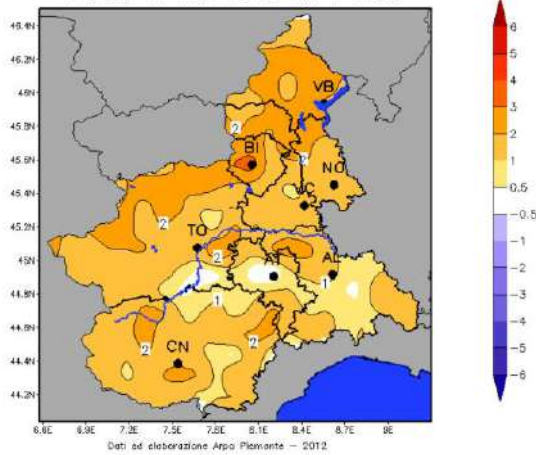 46.4N
46.2N
46N
45.8N
45.6N
45.4N
45.2N
45N
44.8N
44.6N
44.4N
44.2N
VB
2
BI
2
NO
VC
2
TO
2
AT
AL
1
1
2
2
CN
6.6E 6.9E 7.2E 7.5E 7.8E 8.1E 8.4E 8.7E 9E
Dati ed elaborazione Arpa Piemonte – 2012
6
5
4
3
2
1
0.5
-0.5
-1
-2
-3
-4
-5
-6